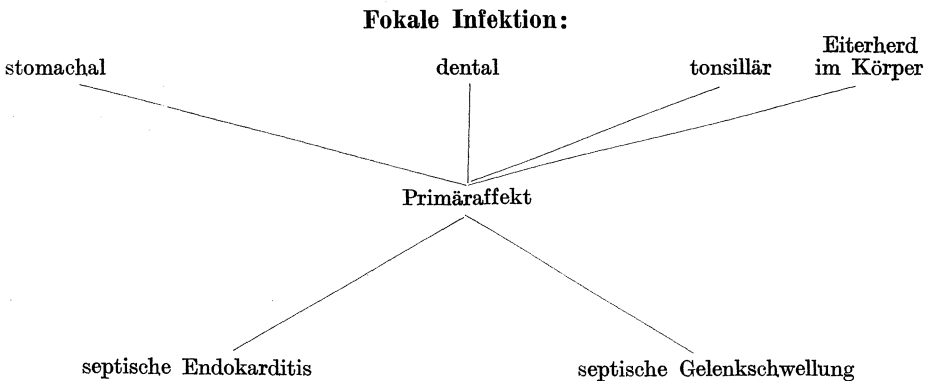 Fokale Infektion:
stomachal
dental
tonsillär
Eiterherd
im Körper
Primäraffekt
septische Endokarditis
septische Gelenkschwellung